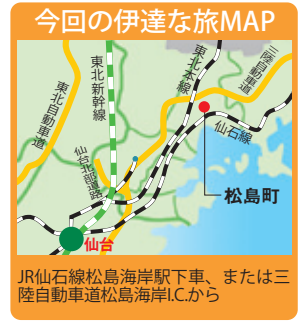 今回の伊達な旅MAP
東北自動車道
東北新幹線
東北本線
三陸自動車道
仙石線
仙台北部道路
松島町
仙台
JR仙石線松島海岸駅下車、または三
陸自動車道松島海岸I.C.から